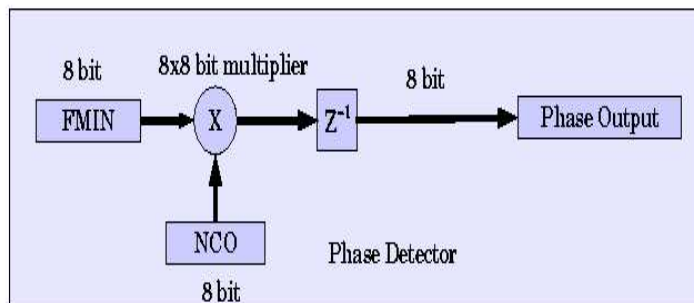 8 bit
8x8 bit multiplier
8 bit
FMIN
X
Z⁻¹
Phase Output
NCO
Phase Detector
8 bit